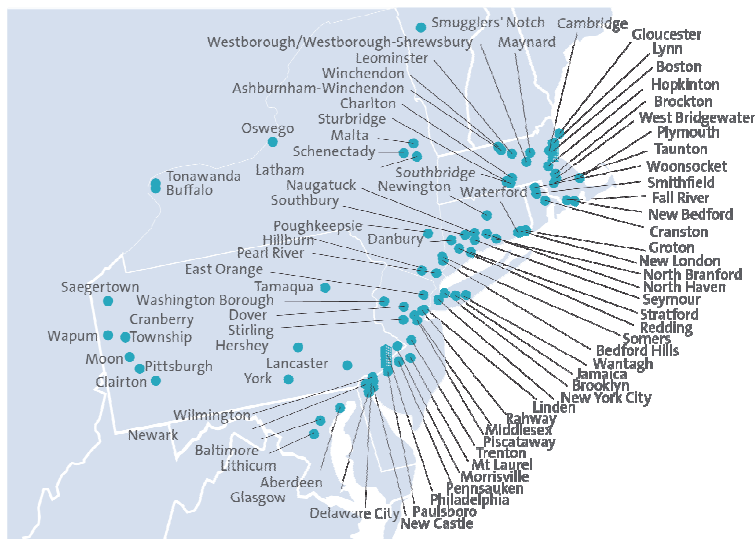 Smugglers' Notch
Cambridge
Gloucester
Westborough/Westborough-Shrewsbury
Maynard
Lynn
Leominster
Boston
Winchendon
Hopkinton
Ashburnham-Winchendon
Brockton
Charlton
West Bridgewater
Sturbridge
Plymouth
Oswego
Malta
Taunton
Schenectady
Woonsocket
Latham
Southbridge
Smithfield
Tonawanda
Naugatuck
Newington
Waterford
Fall River
Buffalo
Southbury
New Bedford
Poughkeepsie
Cranston
Hillburn
Danbury
Groton
Pearl River
New London
East Orange
North Branford
Saegertown
Tamaqua
North Haven
Washington Borough
Seymour
Cranberry
Township
Dover
Stratford
Stirling
Redding
Wapum
Hershey
Somers
Moon
Pittsburgh
Lancaster
Bedford Hills
Clairton
York
Wantagh
Jamaica
Brooklyn
New York City
Wilmington
Linden
Newark
Rahway
Middlesex
Baltimore
Piscataway
Lithicum
Trenton
Aberdeen
Mt Laurel
Glasgow
Morrisville
Pennsauken
Delaware City
Philadelphia
Paulsboro
New Castle